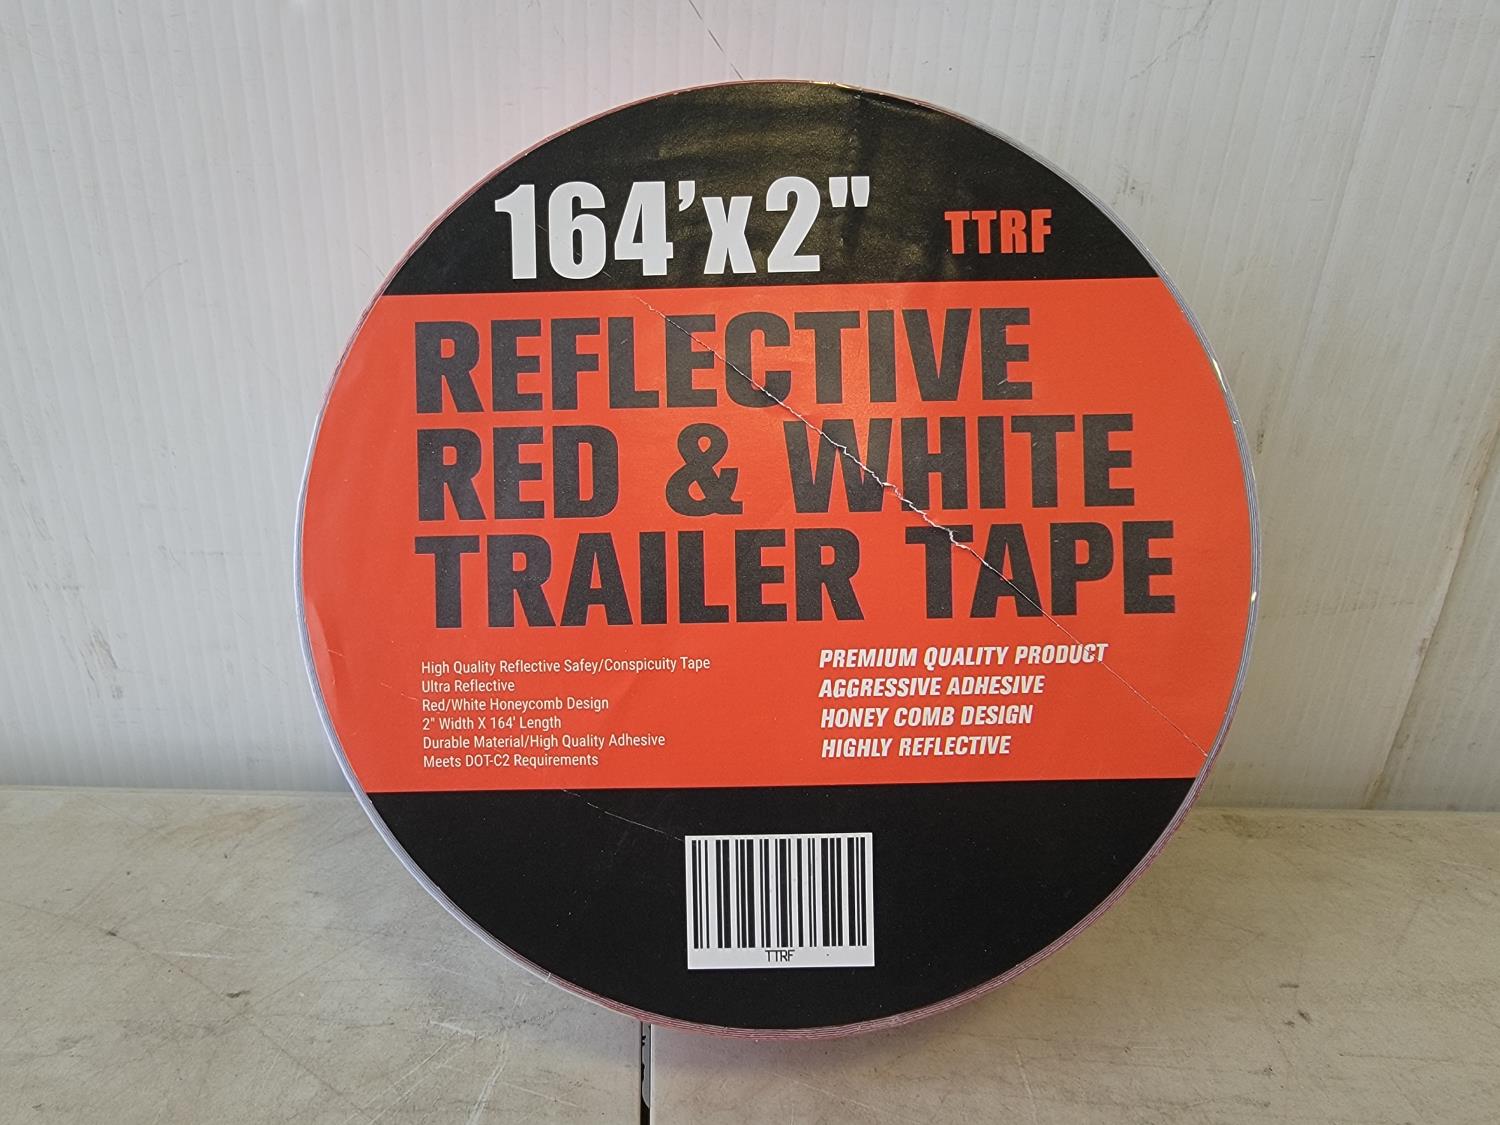 164'x2" TTRF
REFLECTIVE
RED & WHITE
TRAILER TAPE
High Quality Reflective Safey/Conspicuity Tape
Ultra Reflective
Red/White Honeycomb Design
2" Width X 164' Length
Durable Material/High Quality Adhesive
Meets DOT-C2 Requirements
PREMIUM QUALITY PRODUCT
AGGRESSIVE ADHESIVE
HONEY COMB DESIGN
HIGHLY REFLECTIVE
TTRF